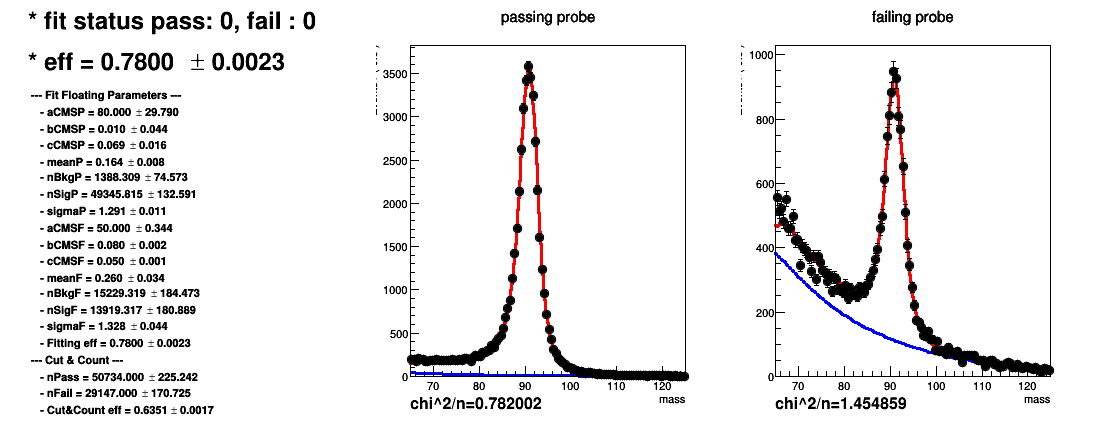 * fit status pass: 0, fail : 0
* eff = 0.7800 ± 0.0023
--- Fit Floating Parameters ---
- aCMSP = 80.000 ± 29.790
- bCMSP = 0.010 ± 0.044
- cCMSP = 0.069 ± 0.016
- meanP = 0.164 ± 0.008
- nBkgP = 1388.309 ± 74.573
- nSigP = 49345.815 ± 132.591
- sigmaP = 1.291 ± 0.011
- aCMSF = 50.000 ± 0.344
- bCMSF = 0.080 ± 0.002
- cCMSF = 0.050 ± 0.001
- meanF = 0.260 ± 0.034
- nBkgF = 15229.319 ± 184.473
- nSigF = 13919.317 ± 180.889
- sigmaF = 1.328 ± 0.044
- Fitting eff = 0.7800 ± 0.0023
--- Cut & Count ---
- nPass = 50734.000 ± 225.242
- nFail = 29147.000 ± 170.725
- Cut&Count eff = 0.6351 ± 0.0017
passing probe
3500
3000
2500
2000
1500
1000
500
0
70 80 90 100 110 120
mass
chi^2/n=0.782002
failing probe
1000
800
600
400
200
0
70 80 90 100 110 120
mass
chi^2/n=1.454859